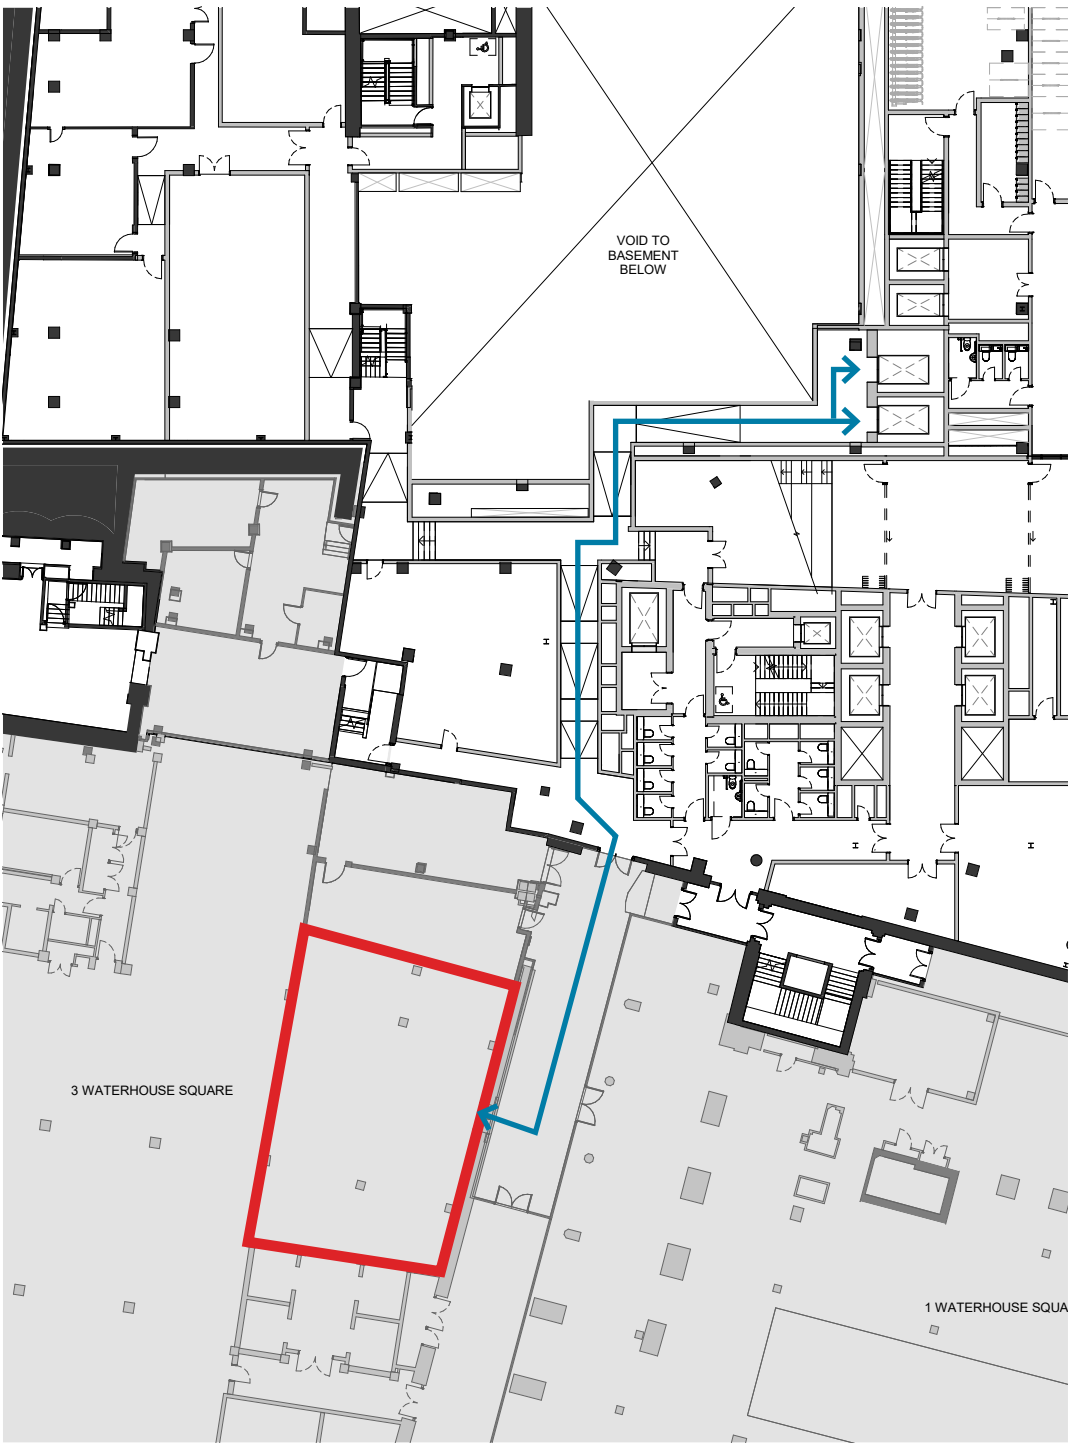 VOID TO
BASEMENT
BELOW
3 WATERHOUSE SQUARE
1 WATERHOUSE SQUA